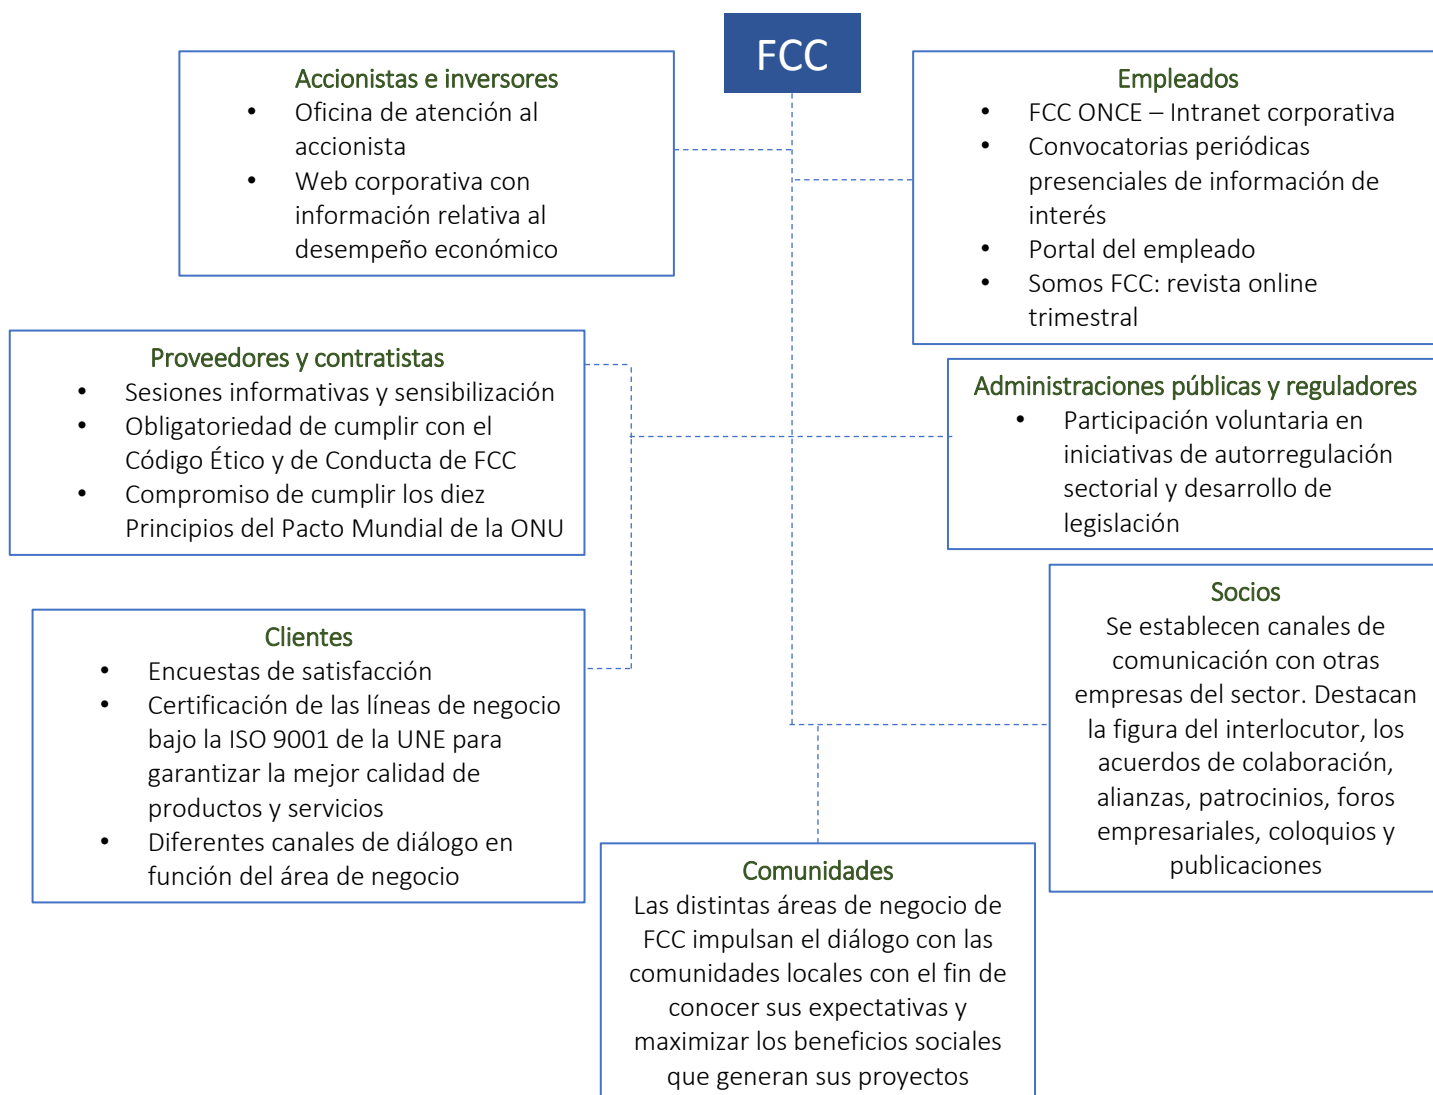 FCC
Accionistas e inversores
• Oficina de atención al
accionista
• Web corporativa con
información relativa al
desempeño económico
Empleados
• FCC ONCE – Intranet corporativa
• Convocatorias periódicas
presenciales de información de
interés
• Portal del empleado
• Somos FCC: revista online
trimestral
Proveedores y contratistas
• Sesiones informativas y sensibilización
• Obligatoriedad de cumplir con el
Código Ético y de Conducta de FCC
• Compromiso de cumplir los diez
Principios del Pacto Mundial de la ONU
Administraciones públicas y reguladores
• Participación voluntaria en
iniciativas de autorregulación
sectorial y desarrollo de
legislación
Clientes
• Encuestas de satisfacción
• Certificación de las líneas de negocio
bajo la ISO 9001 de la UNE para
garantizar la mejor calidad de
productos y servicios
• Diferentes canales de diálogo en
función del área de negocio
Socios
Se establecen canales de
comunicación con otras
empresas del sector. Destacan
la figura del interlocutor, los
acuerdos de colaboración,
alianzas, patrocinios, foros
empresariales, coloquios y
publicaciones
Comunidades
Las distintas áreas de negocio de
FCC impulsan el diálogo con las
comunidades locales con el fin de
conocer sus expectativas y
maximizar los beneficios sociales
que generan sus proyectos